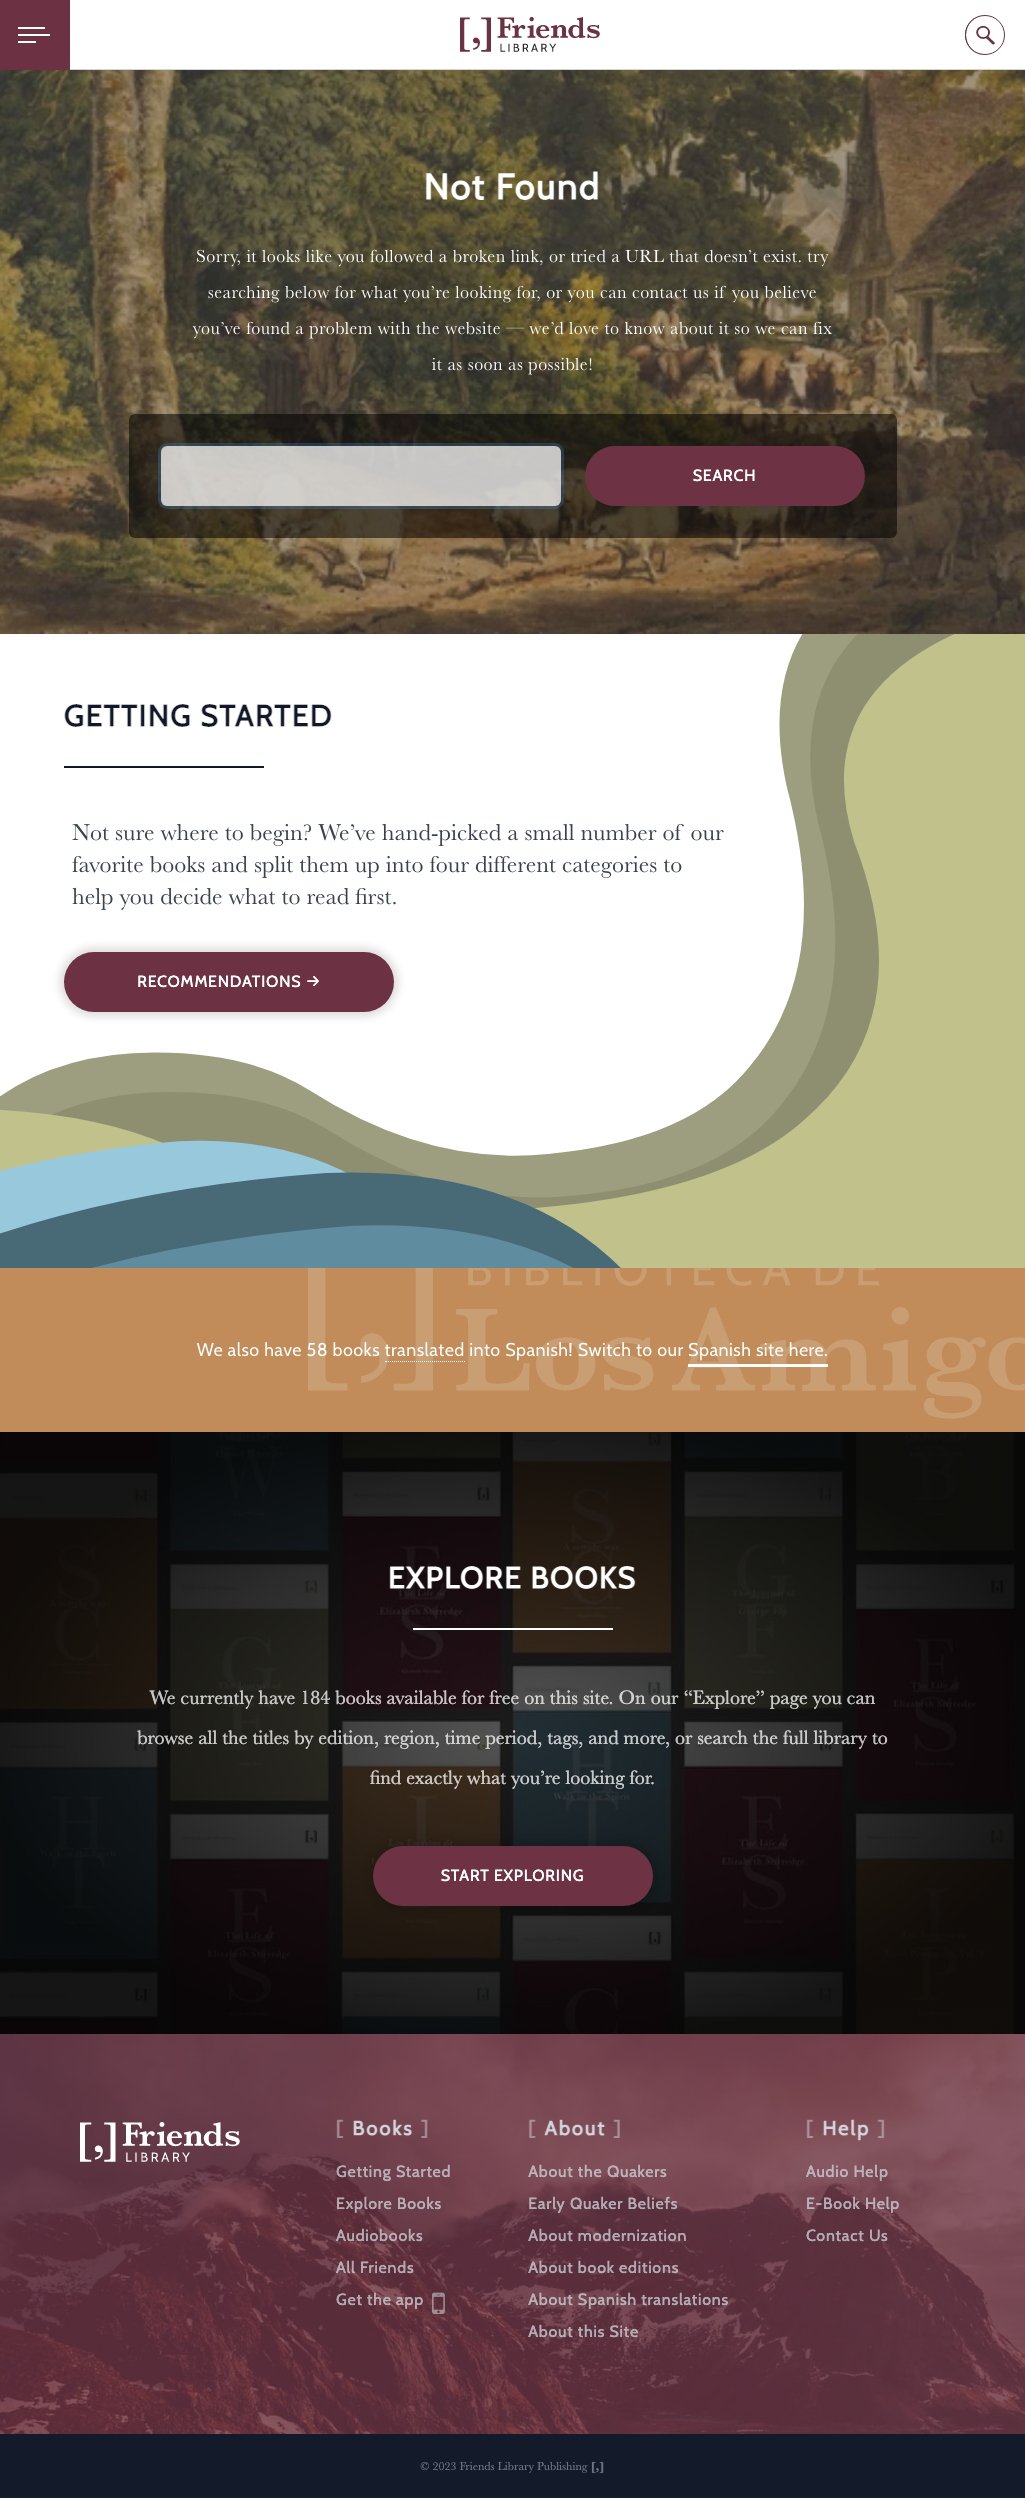 [,] Friends
LIBRARY
Not Found
Sorry, it looks like you followed a broken link, or tried a URL that doesn’t exist. try
searching below for what you’re looking for, or you can contact us if you believe
you’ve found a problem with the website — we’d love to know about it so we can fix
it as soon as possible!
SEARCH
GETTING STARTED
Not sure where to begin? We’ve hand-picked a small number of our
favorite books and split them up into four different categories to
help you decide what to read first.
RECOMMENDATIONS →
BIBLIOTECA DE
[,] Los Amigo
We also have 58 books translated into Spanish! Switch to our Spanish site here.
EXPLORE BOOKS
We currently have 184 books available for free on this site. On our “Explore” page you can
browse all the titles by edition, region, time period, tags, and more, or search the full library to
find exactly what you’re looking for.
START EXPLORING
[,] Friends
LIBRARY
[ Books ]
Getting Started
Explore Books
Audiobooks
All Friends
Get the app
[ About ]
About the Quakers
Early Quaker Beliefs
About modernization
About book editions
About Spanish translations
About this Site
[ Help ]
Audio Help
E-Book Help
Contact Us
© 2023 Friends Library Publishing [,]